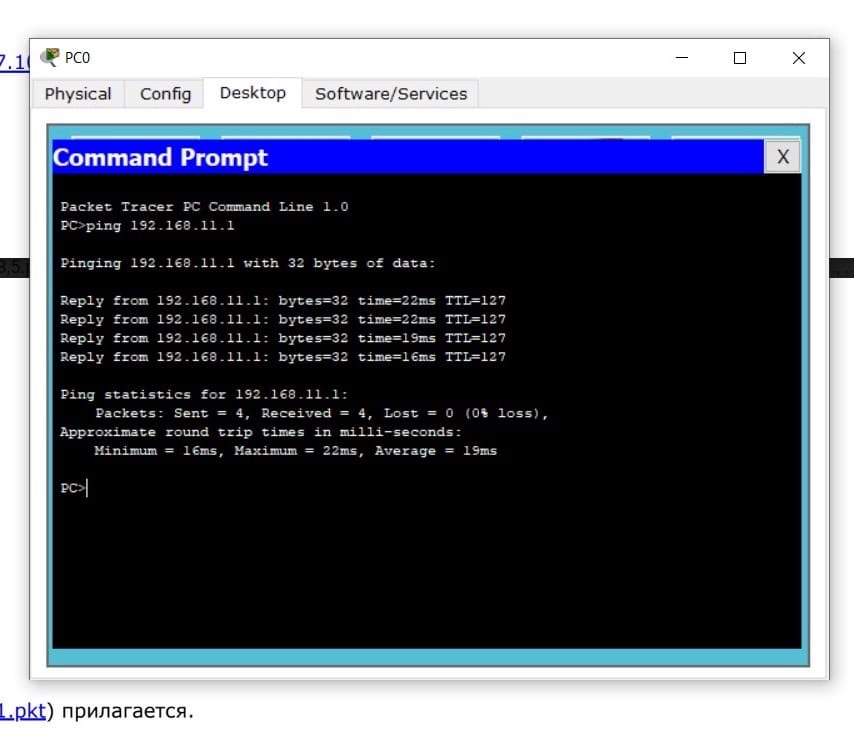 PC0
Physical Config Desktop Software/Services
Command Prompt X
Packet Tracer PC Command Line 1.0
PC>ping 192.168.11.1
Pinging 192.168.11.1 with 32 bytes of data:
Reply from 192.168.11.1: bytes=32 time=22ms TTL=127
Reply from 192.168.11.1: bytes=32 time=22ms TTL=127
Reply from 192.168.11.1: bytes=32 time=19ms TTL=127
Reply from 192.168.11.1: bytes=32 time=16ms TTL=127
Ping statistics for 192.168.11.1:
Packets: Sent = 4, Received = 4, Lost = 0 (0% loss),
Approximate round trip times in milli-seconds:
Minimum = 16ms, Maximum = 22ms, Average = 19ms
PC>
1.pkt) прилагается.